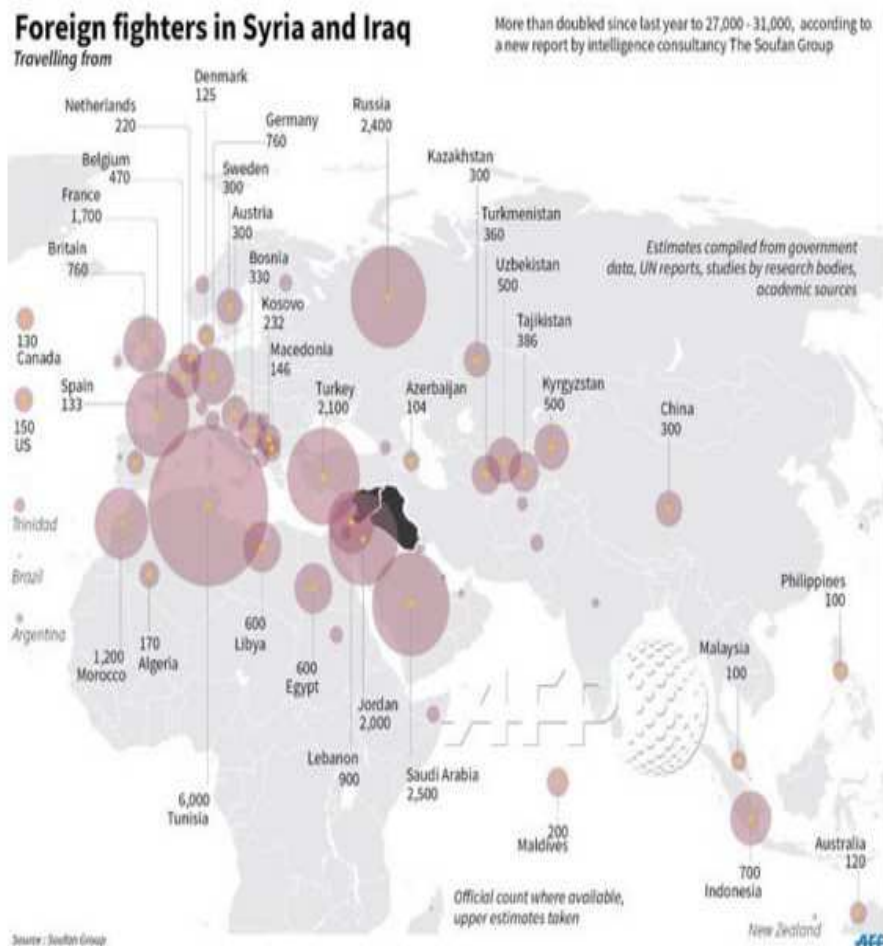 Foreign fighters in Syria and Iraq
Travelling from
More than doubled since last year to 27,000 - 31,000, according to
a new report by intelligence consultancy The Soufan Group
Denmark
125
Netherlands
220
Germany
760
Russia
2,400
Belgium
470
Sweden
300
Kazakhstan
300
France
1,700
Austria
300
Turkmenistan
360
Britain
760
Bosnia
330
Uzbekistan
500
Estimates compiled from government
data, UN reports, studies by research bodies,
academic sources
Kosovo
232
Tajikistan
386
130
Canada
Macedonia
146
Spain
133
Turkey
2,100
Azerbaijan
104
Kyrgyzstan
500
China
300
150
US
Trinidad
Brazil
Argentina
Philippines
100
1,200
Morocco
170
Algeria
600
Libya
600
Egypt
Malaysia
100
Jordan
2,000
AFP
Lebanon
900
Saudi Arabia
2,500
6,000
Tunisia
200
Maldives
Australia
120
700
Indonesia
Official count where available,
upper estimates taken
New Zealand
Source : Soufan Group
AFP